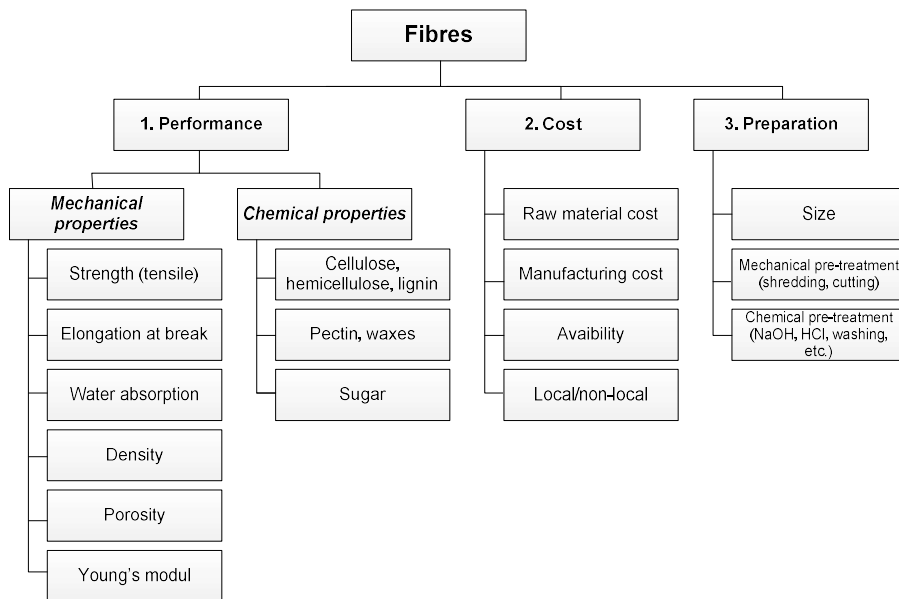 Fibres
1. Performance
2. Cost
3. Preparation
Mechanical
properties
Chemical properties
Strength (tensile)
Elongation at break
Water absorption
Density
Porosity
Young's modul
Cellulose,
hemicellulose, lignin
Pectin, waxes
Sugar
Raw material cost
Manufacturing cost
Avaibility
Local/non-local
Size
Mechanical pre-treatment
(shredding, cutting)
Chemical pre-treatment
(NaOH, HCl, washing,
etc.)